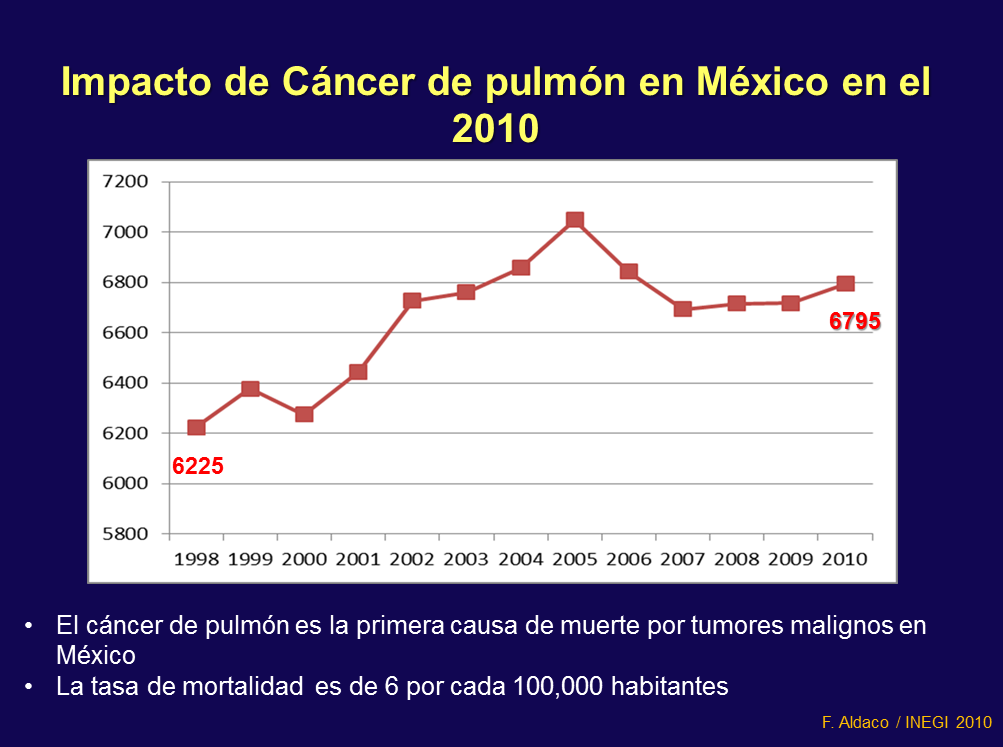 Impacto de Cáncer de pulmón en México en el
2010
7200
7000
6800
6600
6400
6200
6000
5800
6795
6225
1998 1999 2000 2001 2002 2003 2004 2005 2006 2007 2008 2009 2010
• El cáncer de pulmón es la primera causa de muerte por tumores malignos en
México
• La tasa de mortalidad es de 6 por cada 100,000 habitantes
F. Aldaco / INEGI 2010